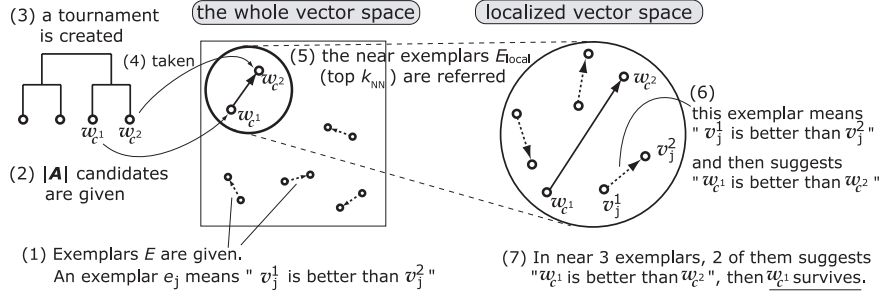 (3) a tournament
is created
the whole vector space
localized vector space
(4) taken
(5) the near exemplars E_local
(top k_NN) are referred
w_c²
w_c¹
w_c¹ w_c²
w_c²
(6)
this exemplar means
" v_j¹ is better than v_j² "
and then suggests
"w_c¹ is better than w_c² "
v_j²
w_c¹
v_j¹
(2) |A| candidates
are given
(1) Exemplars E are given.
An exemplar e_j means " v_j¹ is better than v_j² "
(7) In near 3 exemplars, 2 of them suggests
"w_c¹ is better than w_c² ", then w_c¹ survives.